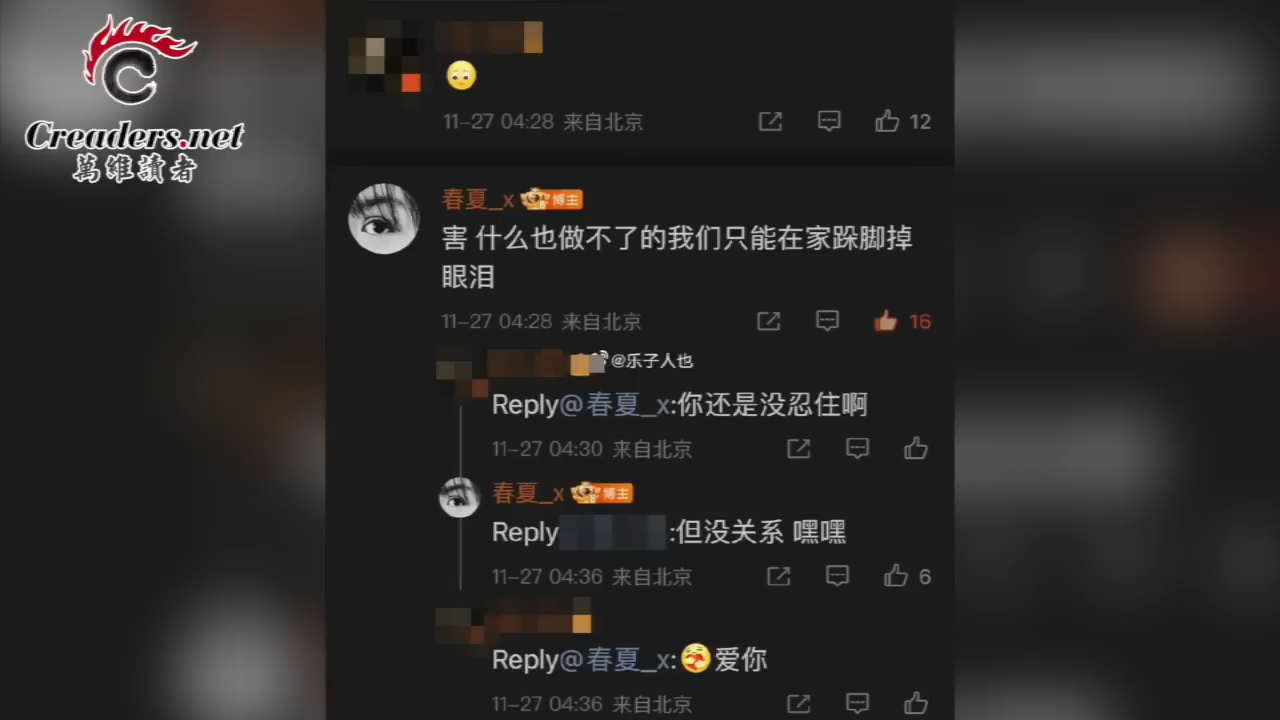 Creaders.net
萬維讀者
11-27 04:28 来自北京
12
春夏_x 博主
害 什么也做不了的我们只能在家跺脚掉
眼泪
11-27 04:28 来自北京
16
@乐子人也
Reply@春夏_x:你还是没忍住啊
11-27 04:30 来自北京
春夏_x 博主
Reply :但没关系 嘿嘿
11-27 04:36 来自北京
6
Reply@春夏_x: 爱你
11-27 04:36 来自北京